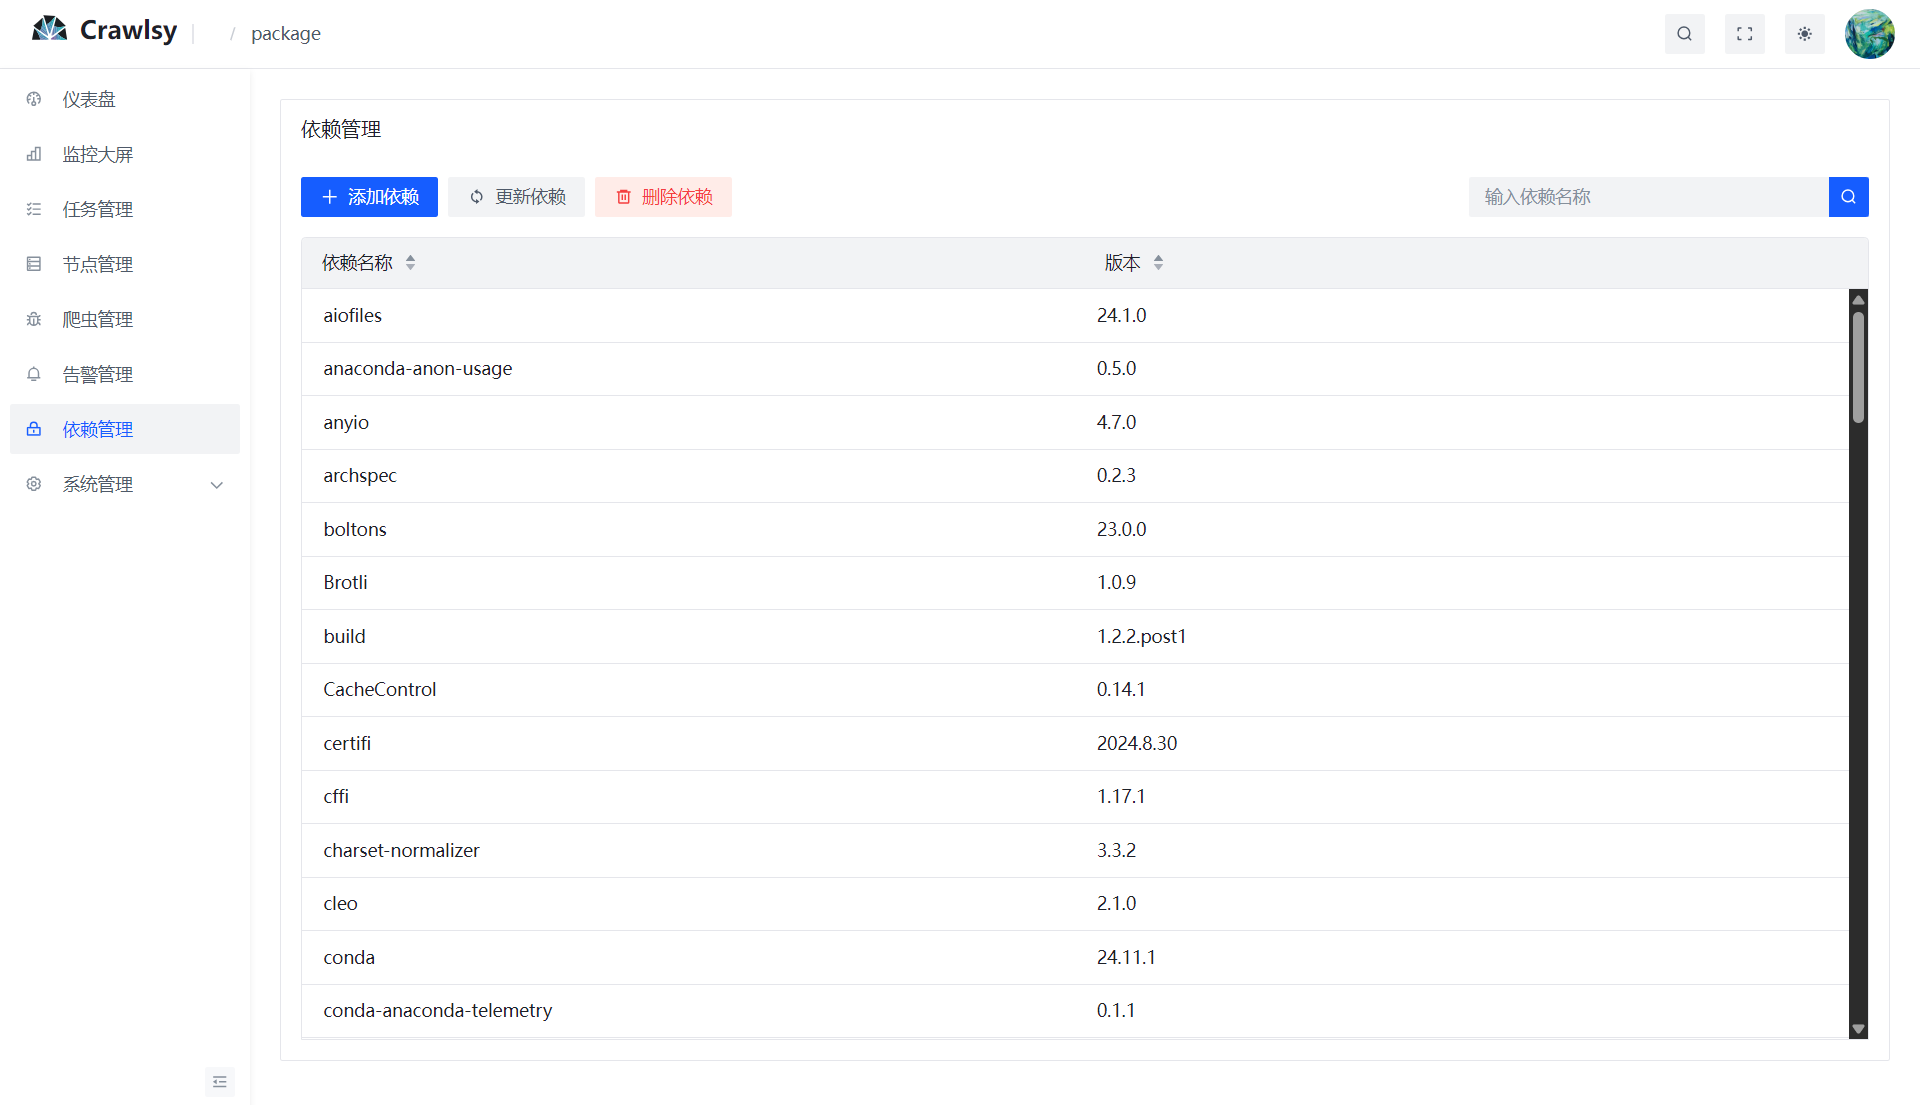 Crawlsy
/ package
仪表盘
监控大屏
任务管理
节点管理
爬虫管理
告警管理
依赖管理
系统管理
依赖管理
添加依赖 更新依赖 删除依赖 输入依赖名称
依赖名称 版本
aiofiles 24.1.0
anaconda-anon-usage 0.5.0
anyio 4.7.0
archspec 0.2.3
boltons 23.0.0
Brotli 1.0.9
build 1.2.2.post1
CacheControl 0.14.1
certifi 2024.8.30
cffi 1.17.1
charset-normalizer 3.3.2
cleo 2.1.0
conda 24.11.1
conda-anaconda-telemetry 0.1.1